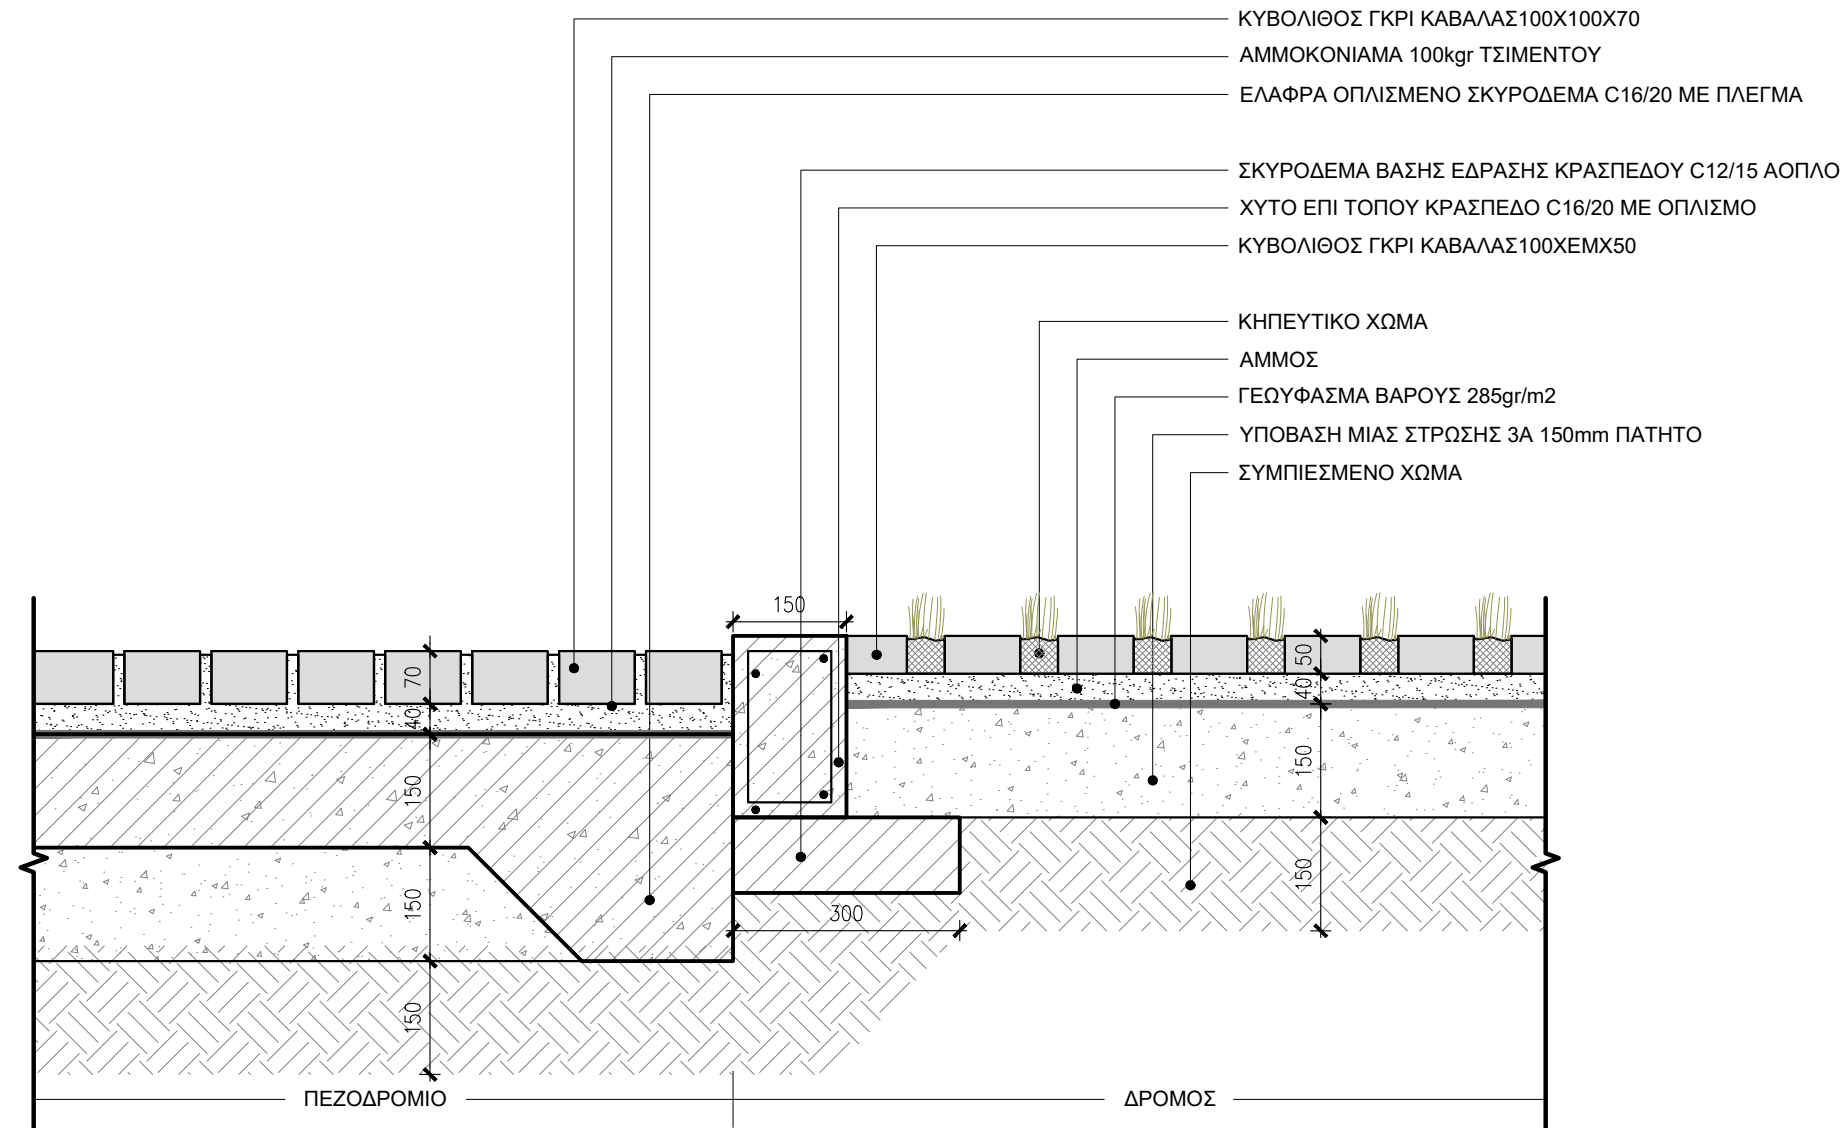 ΚΥΒΟΛΙΘΟΣ ΓΚΡΙ ΚΑΒΑΛΑΣ100Χ100Χ70
ΑΜΜΟΚΟΝΙΑΜΑ 100kgr ΤΣΙΜΕΝΤΟΥ
ΕΛΑΦΡΑ ΟΠΛΙΣΜΕΝΟ ΣΚΥΡΟΔΕΜΑ C16/20 ΜΕ ΠΛΕΓΜΑ
ΣΚΥΡΟΔΕΜΑ ΒΑΣΗΣ ΕΔΡΑΣΗΣ ΚΡΑΣΠΕΔΟΥ C12/15 ΑΟΠΛΟ
ΧΥΤΟ ΕΠΙ ΤΟΠΟΥ ΚΡΑΣΠΕΔΟ C16/20 ΜΕ ΟΠΛΙΣΜΟ
ΚΥΒΟΛΙΘΟΣ ΓΚΡΙ ΚΑΒΑΛΑΣ100ΧΕΜΧ50
ΚΗΠΕΥΤΙΚΟ ΧΩΜΑ
ΑΜΜΟΣ
ΓΕΩΥΦΑΣΜΑ ΒΑΡΟΥΣ 285gr/m2
ΥΠΟΒΑΣΗ ΜΙΑΣ ΣΤΡΩΣΗΣ 3Α 150mm ΠΑΤΗΤΟ
ΣΥΜΠΙΕΣΜΕΝΟ ΧΩΜΑ
150
70
40
150
150
150
50
40
150
150
300
ΠΕΖΟΔΡΟΜΙΟ
ΔΡΟΜΟΣ